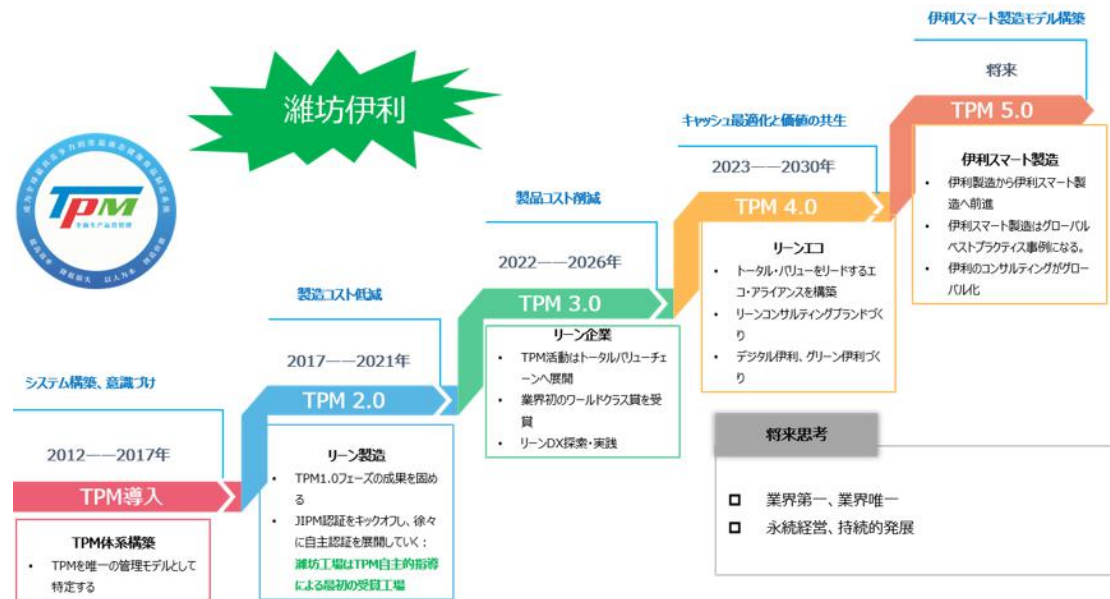 伊利スマート製造モデル構築
将来
TPM 5.0
伊利スマート製造
• 伊利製造から伊利スマート製
造へ前進
• 伊利スマート製造はグローバル
ベストプラクティス事例になる。
• 伊利のコンサルティングがグロー
バル化
濰坊伊利
キャッシュ最適化と価値の共生
2023——2030年
TPM 4.0
リーンエコ
• トータル・バリューをリードするエ
コ・アライアンスを構築
• リーンコンサルティングブランドづく
り
• デジタル伊利、グリーン伊利づく
り
製品コスト削減
2022——2026年
TPM 3.0
リーン企業
• TPM活動はトータルバリューチェ
ーンへ展開
• 業界初のワールドクラス賞を受
賞
• リーンDX探索・実践
製造コスト低減
2017——2021年
TPM 2.0
リーン製造
• TPM1.0フェーズの成果を固め
る
• JIPM認証をキックオフし、徐々
に自主認証を展開していく：
濰坊工場はTPM自主的指導
による最初の受賞工場
システム構築、意識づけ
2012——2017年
TPM導入
TPM体系構築
• TPMを唯一の管理モデルとして
特定する
TPM
将来思考
業界第一、業界唯一
永続経営、持続的発展